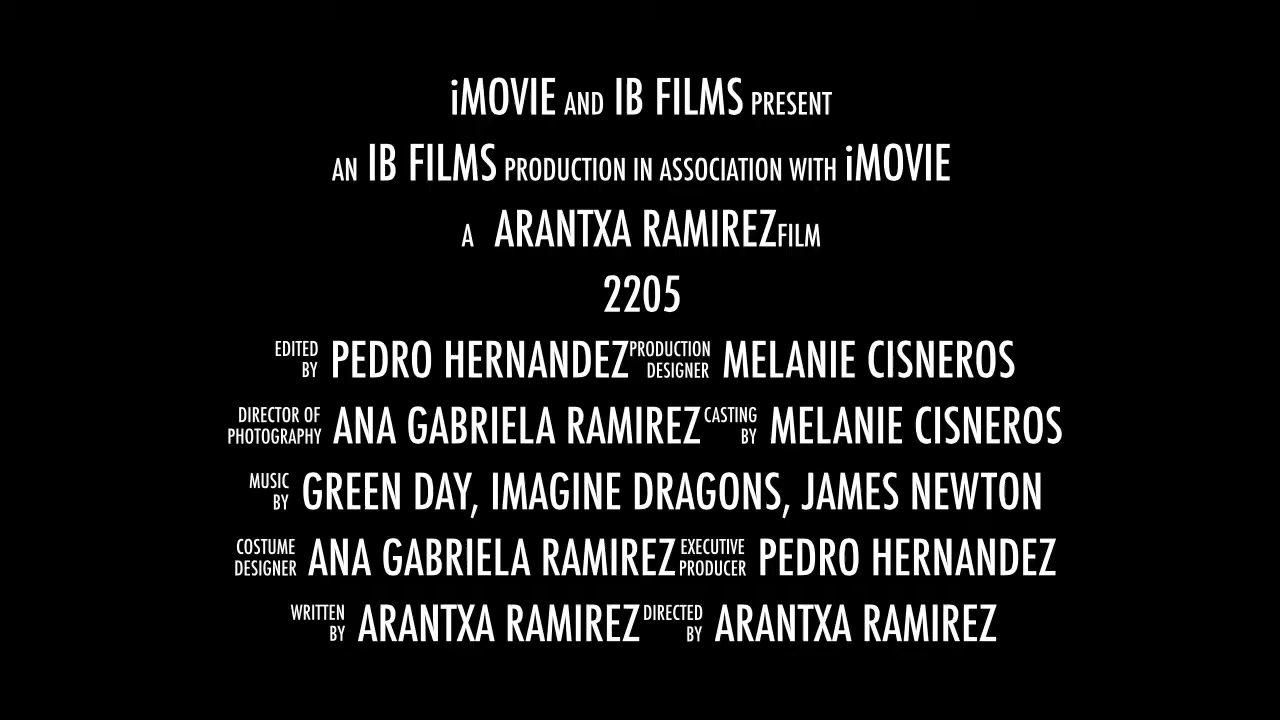 iMOVIE AND IB FILMS PRESENT
AN IB FILMS PRODUCTION IN ASSOCIATION WITH iMOVIE
A ARANTXA RAMIREZ FILM
2205
EDITED BY PEDRO HERNANDEZ PRODUCTION DESIGNER MELANIE CISNEROS
DIRECTOR OF PHOTOGRAPHY ANA GABRIELA RAMIREZ CASTING BY MELANIE CISNEROS
MUSIC BY GREEN DAY, IMAGINE DRAGONS, JAMES NEWTON
COSTUME DESIGNER ANA GABRIELA RAMIREZ EXECUTIVE PRODUCER PEDRO HERNANDEZ
WRITTEN BY ARANTXA RAMIREZ DIRECTED BY ARANTXA RAMIREZ